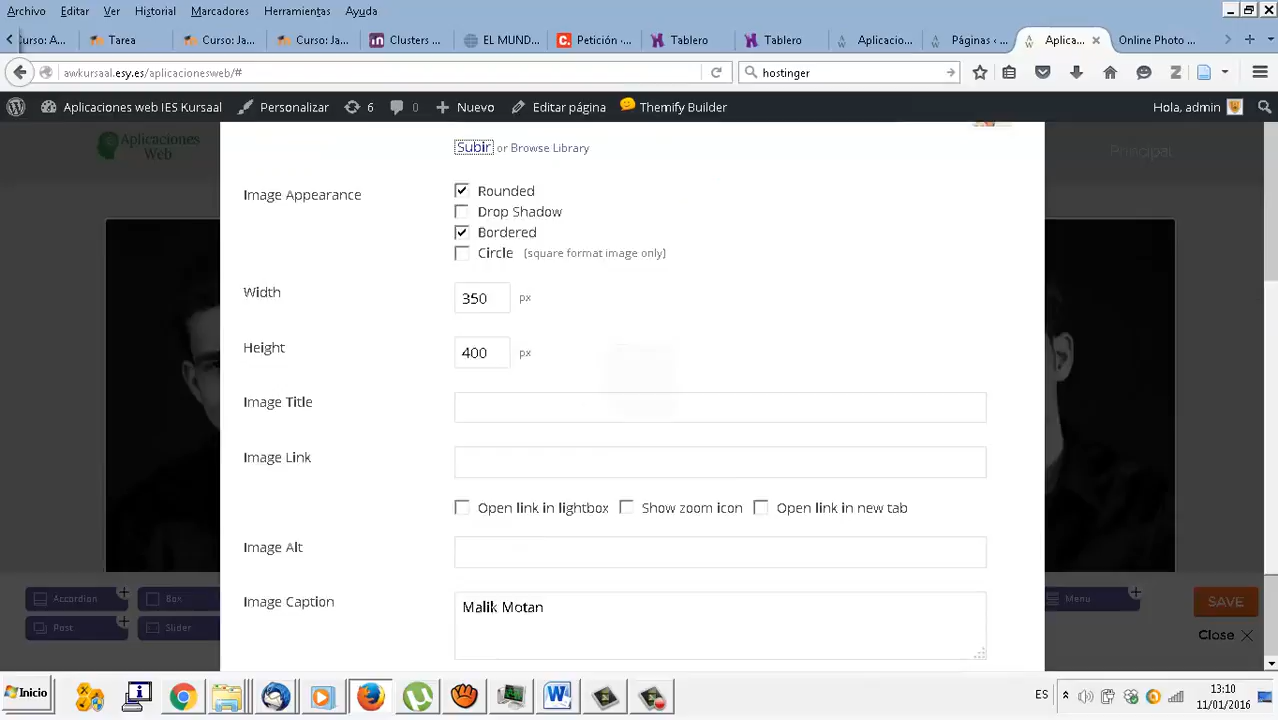 Archivo Editar Ver Historial Marcadores Herramientas Ayuda
urso: A... Tarea Curso: Ja... Curso: Ja... Clusters ... EL MUND... Petición ·... Tablero Tablero Aplicacio... Páginas ‹ ... Aplica... Online Photo ...
awkursaal.esy.es/aplicacionesweb/# hostinger
Aplicaciones web IES Kursaal Personalizar 6 0 Nuevo Editar página Themify Builder Hola, admin
Aplicaciones
Web
Principal
Subir or Browse Library
Image Appearance
Rounded
Drop Shadow
Bordered
Circle (square format image only)
Width 350 px
Height 400 px
Image Title
Image Link
Open link in lightbox Show zoom icon Open link in new tab
Image Alt
Image Caption Malik Motan
Accordion Box Menu SAVE
Post Slider Close
Inicio ES 13:10
11/01/2016